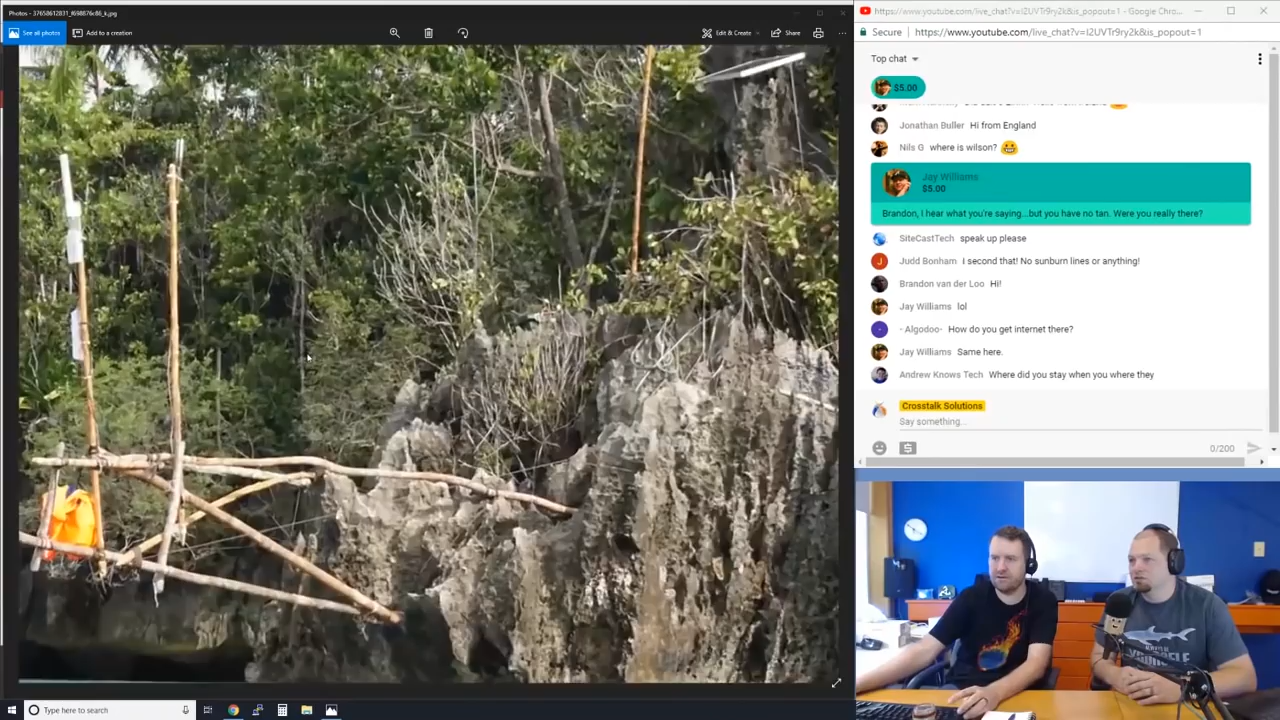 Photos - 37658612831_f698876c86_k.jpg
See all photos
Add to a creation
Edit & Create
Share
https://www.youtube.com/live_chat?v=I2UVTr9ry2k&is_popout=1 - Google Chro...
Secure
https://www.youtube.com/live_chat?v=I2UVTr9ry2k&is_popout=1
Top chat
$5.00
Jonathan Buller Hi from England
Nils G where is wilson?
Jay Williams
$5.00
Brandon, I hear what you're saying...but you have no tan. Were you really there?
SiteCastTech speak up please
J
Judd Bonham I second that! No sunburn lines or anything!
Brandon van der Loo Hi!
Jay Williams lol
- Algodoo- How do you get internet there?
Jay Williams Same here.
Andrew Knows Tech Where did you stay when you where they
Crosstalk Solutions
Say something...
0/200
ALWAYS BE
YOURSELF
Type here to search